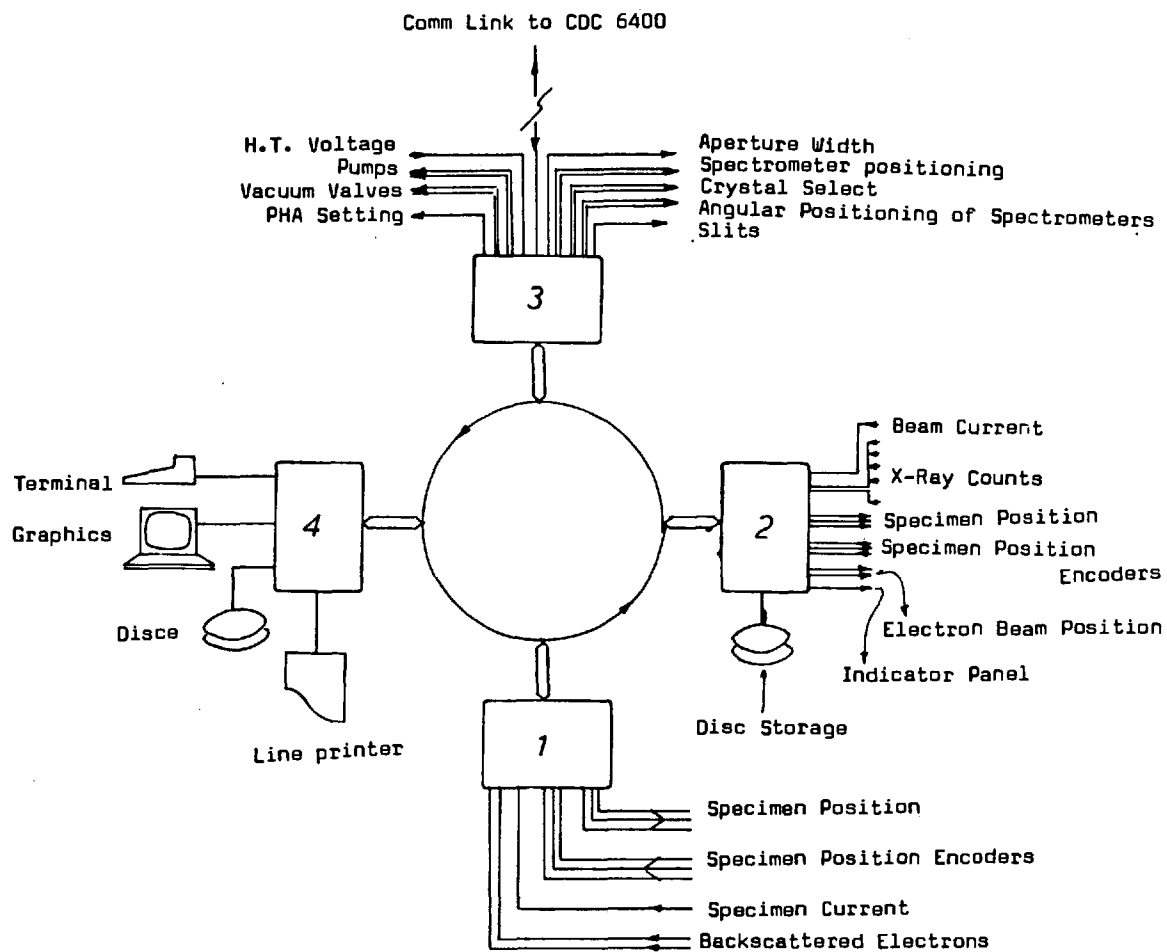 Comm Link to CDC 6400
H.T. Voltage
Pumps
Vacuum Valves
PHA Setting
Aperture Width
Spectrometer positioning
Crystal Select
Angular Positioning of Spectrometers
Slits
3
Beam Current
X-Ray Counts
Specimen Position
Specimen Position
Encoders
Electron Beam Position
Indicator Panel
2
Disc Storage
Terminal
Graphics
Disce
Line printer
4
1
Specimen Position
Specimen Position Encoders
Specimen Current
Backscattered Electrons